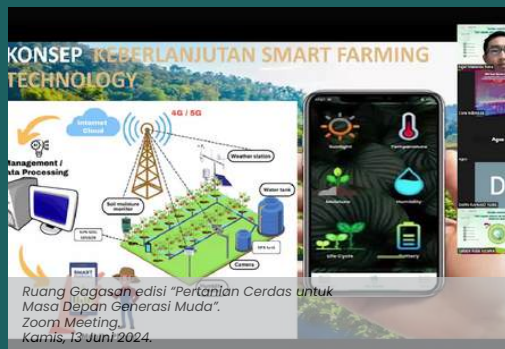 KONSEP KEBERLANJUTAN SMART FARMING
TECHNOLOGY
4G / 5G
Internet
Cloud
Management /
ata Processing
Weather station
Soil moisture
monitor
Water tank
Camera
SMART
Sunlight
Temperature
Moisture
Humidity
Life Cycle
Battery
D
Ruang Gagasan edisi “Pertanian Cerdas untuk
Masa Depan Generasi Muda”.
Zoom Meeting.
Kamis, 13 Juni 2024.